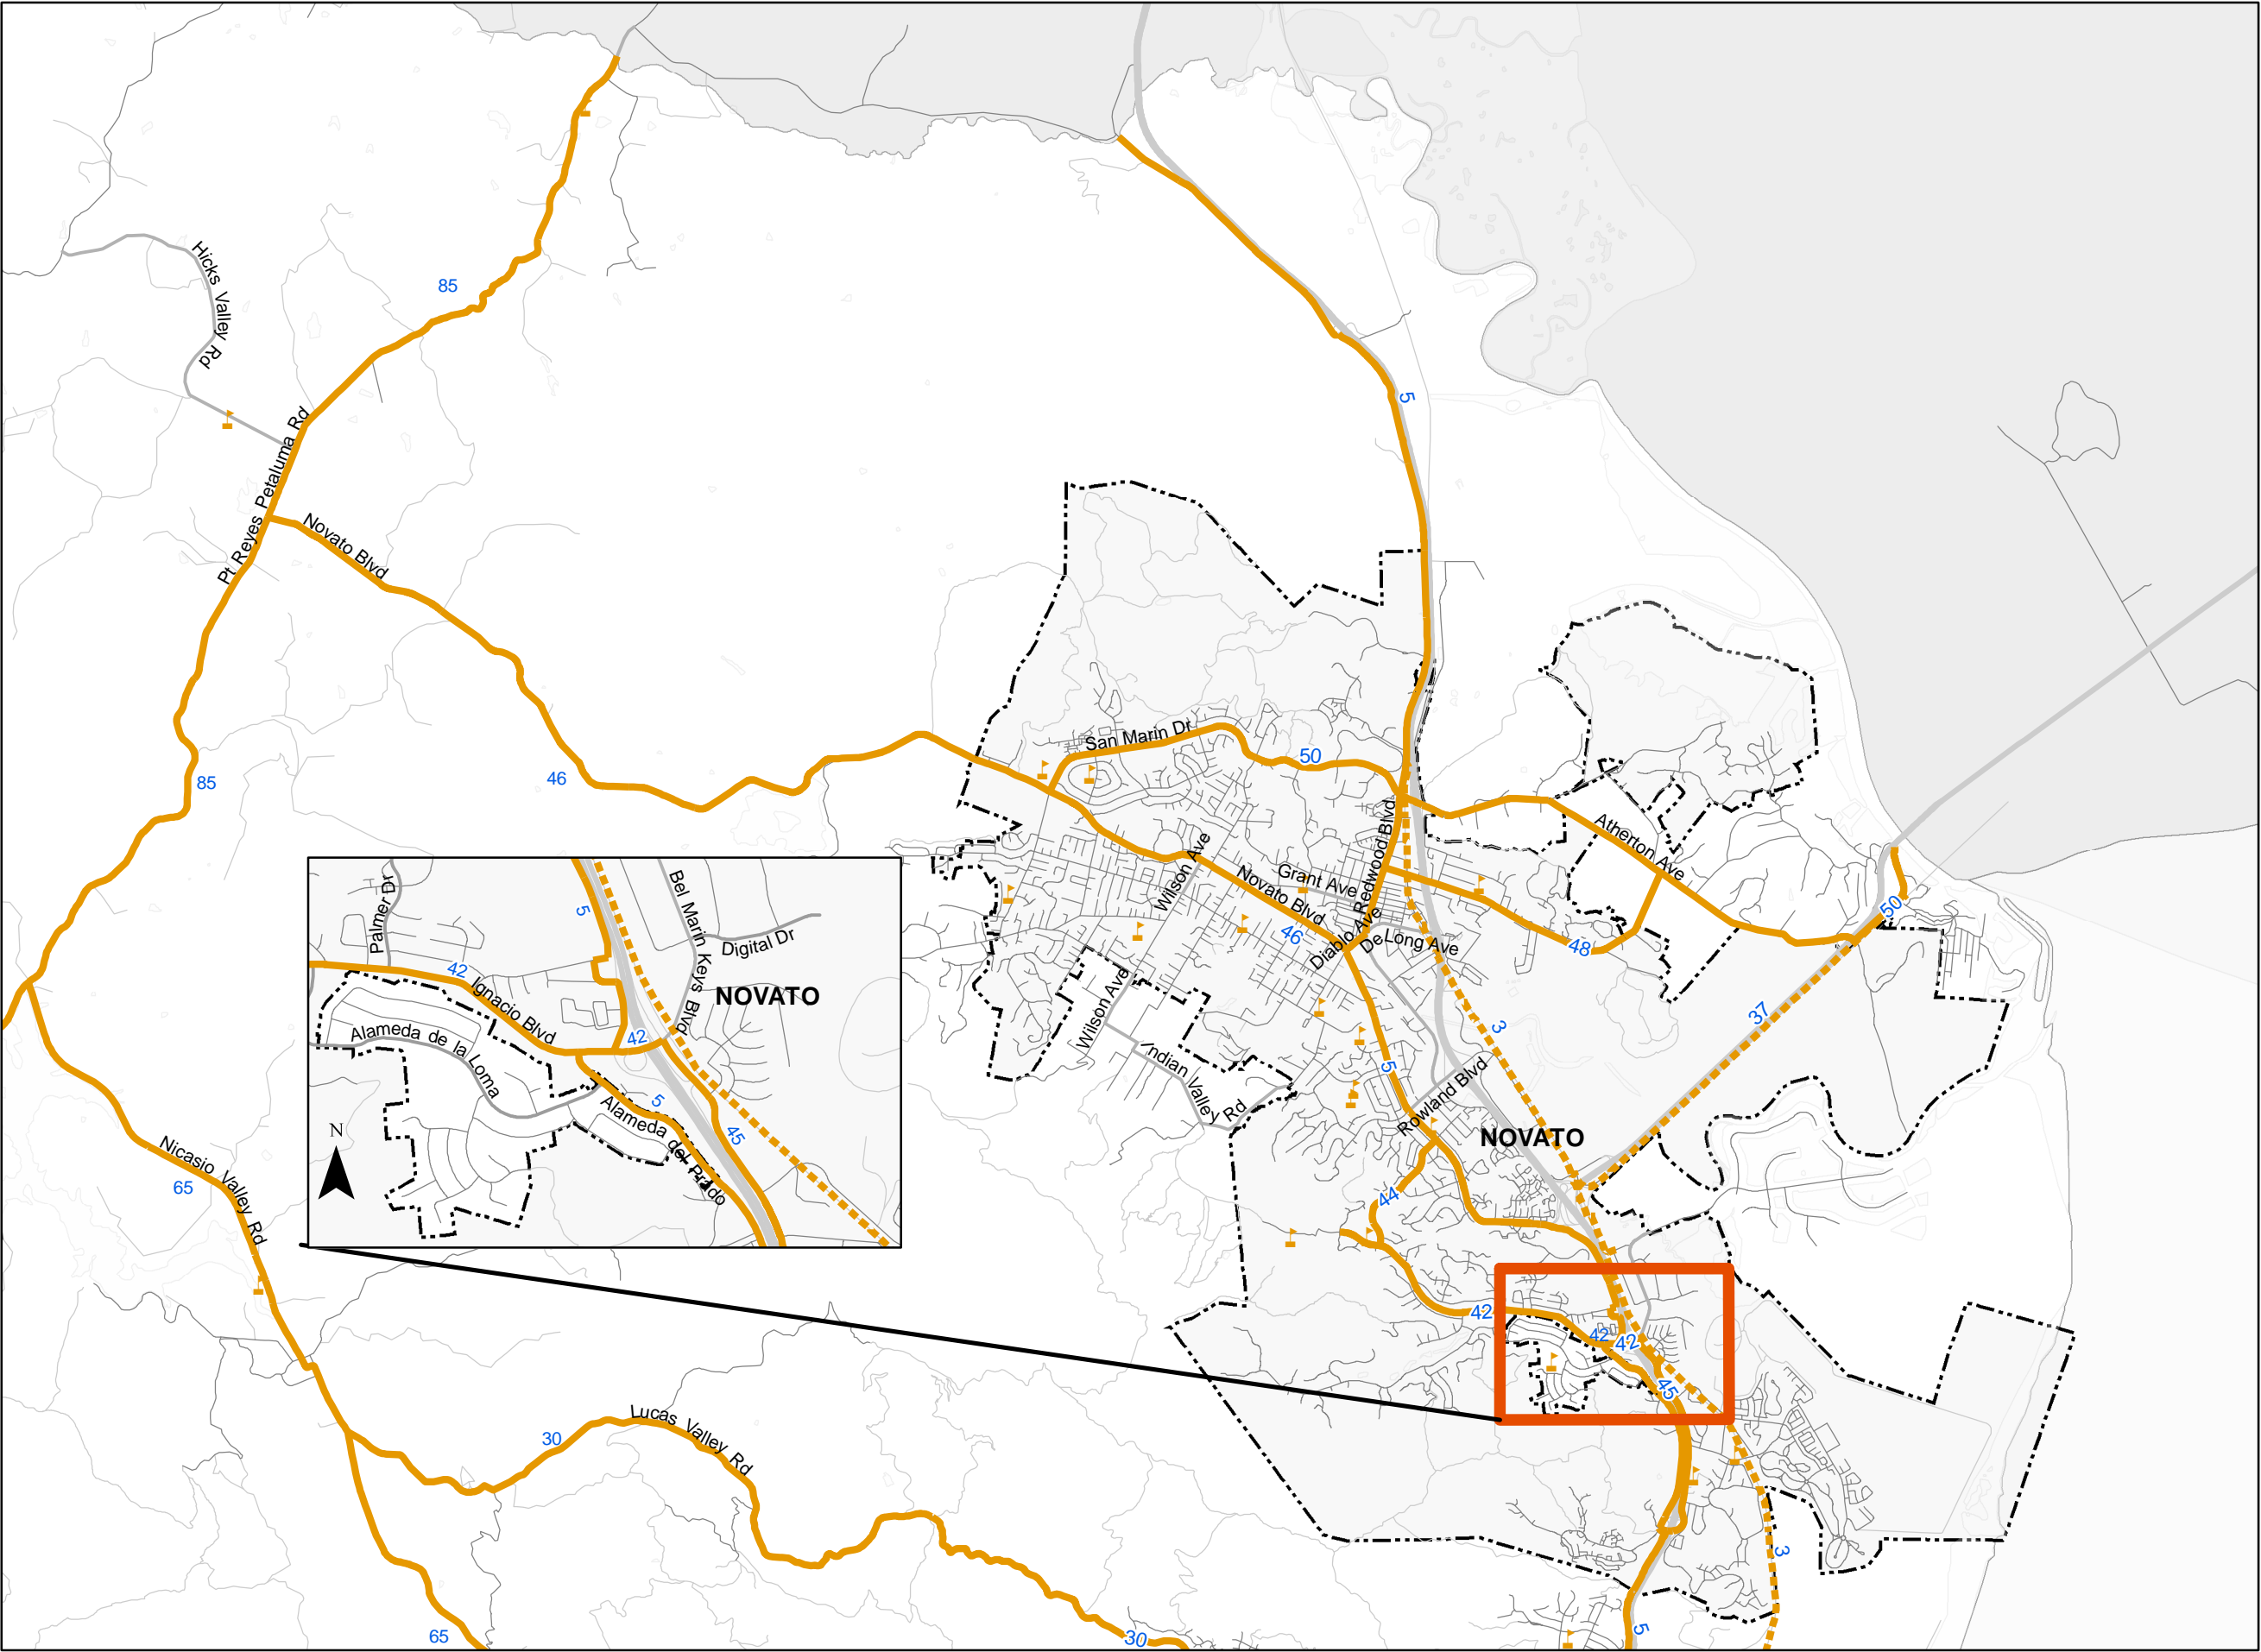 Hicks Valley Rd
85
5
Pt Reyes Petaluma Rd
Novato Blvd
San Marin Dr
50
85
46
Redwood Blvd
Atherton Ave
Wilson Ave
Grant Ave
Novato Blvd
46
Diablo Ave
DeLong Ave
48
50
Wilson Ave
37
3
Indian Valley Rd
5
Rowland Blvd
NOVATO
44
Palmer Dr
5
Bel Marin Keys Blvd
Digital Dr
42
Ignacio Blvd
NOVATO
Alameda de la Loma
42
5
Alameda del Prado
45
N
Nicasio Valley Rd
65
42
42
42
45
Lucas Valley Rd
30
3
65
30
5